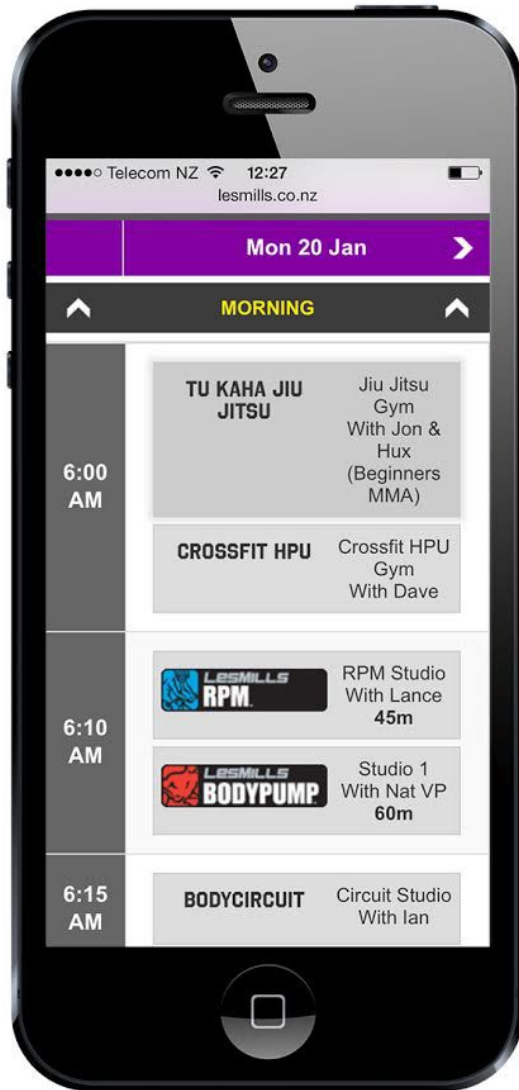 Telecom NZ 12:27
lesmills.co.nz
Mon 20 Jan
MORNING
6:00
AM
TU KAHA JIU
JITSU
Jiu Jitsu
Gym
With Jon &
Hux
(Beginners
MMA)
CROSSFIT HPU
Crossfit HPU
Gym
With Dave
6:10
AM
LESMILLS
RPM
RPM Studio
With Lance
45m
LESMILLS
BODYPUMP
Studio 1
With Nat VP
60m
6:15
AM
BODYCIRCUIT
Circuit Studio
With Ian